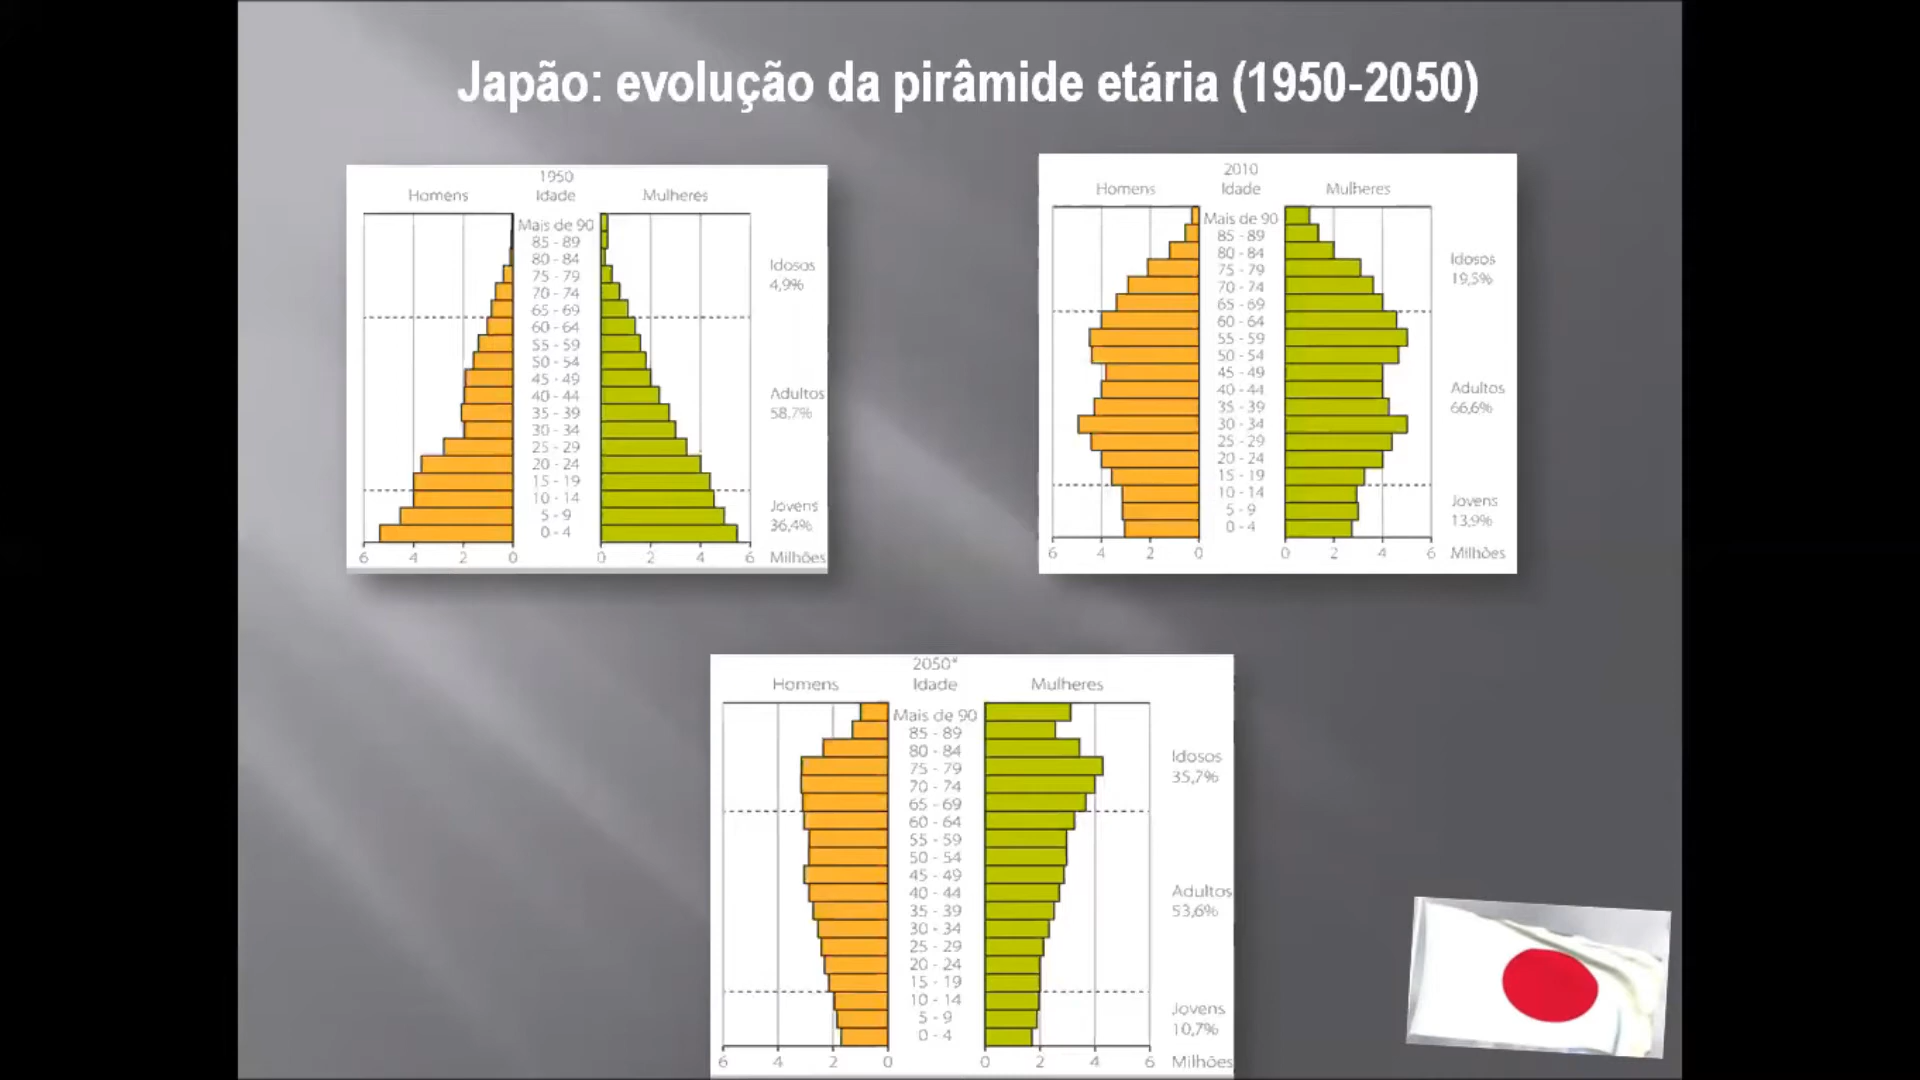 Japão: evolução da pirâmide etária (1950-2050)
1950
Homens Idade Mulheres
Mais de 90
85 - 89
80 - 84
75 - 79
70 - 74
65 - 69
60 - 64
55 - 59
50 - 54
45 - 49
40 - 44
35 - 39
30 - 34
25 - 29
20 - 24
15 - 19
10 - 14
5 - 9
0 - 4
Idosos
4,9%
Adultos
58,7%
Jovens
36,4%
6 4 2 0 0 2 4 6 Milhões
2010
Homens Idade Mulheres
Mais de 90
85 - 89
80 - 84
75 - 79
70 - 74
65 - 69
60 - 64
55 - 59
50 - 54
45 - 49
40 - 44
35 - 39
30 - 34
25 - 29
20 - 24
15 - 19
10 - 14
5 - 9
0 - 4
Idosos
19,5%
Adultos
66,6%
Jovens
13,9%
6 4 2 0 0 2 4 6 Milhões
2050*
Homens Idade Mulheres
Mais de 90
85 - 89
80 - 84
75 - 79
70 - 74
65 - 69
60 - 64
55 - 59
50 - 54
45 - 49
40 - 44
35 - 39
30 - 34
25 - 29
20 - 24
15 - 19
10 - 14
5 - 9
0 - 4
Idosos
35,7%
Adultos
53,6%
Jovens
10,7%
6 4 2 0 0 2 4 6 Milhões